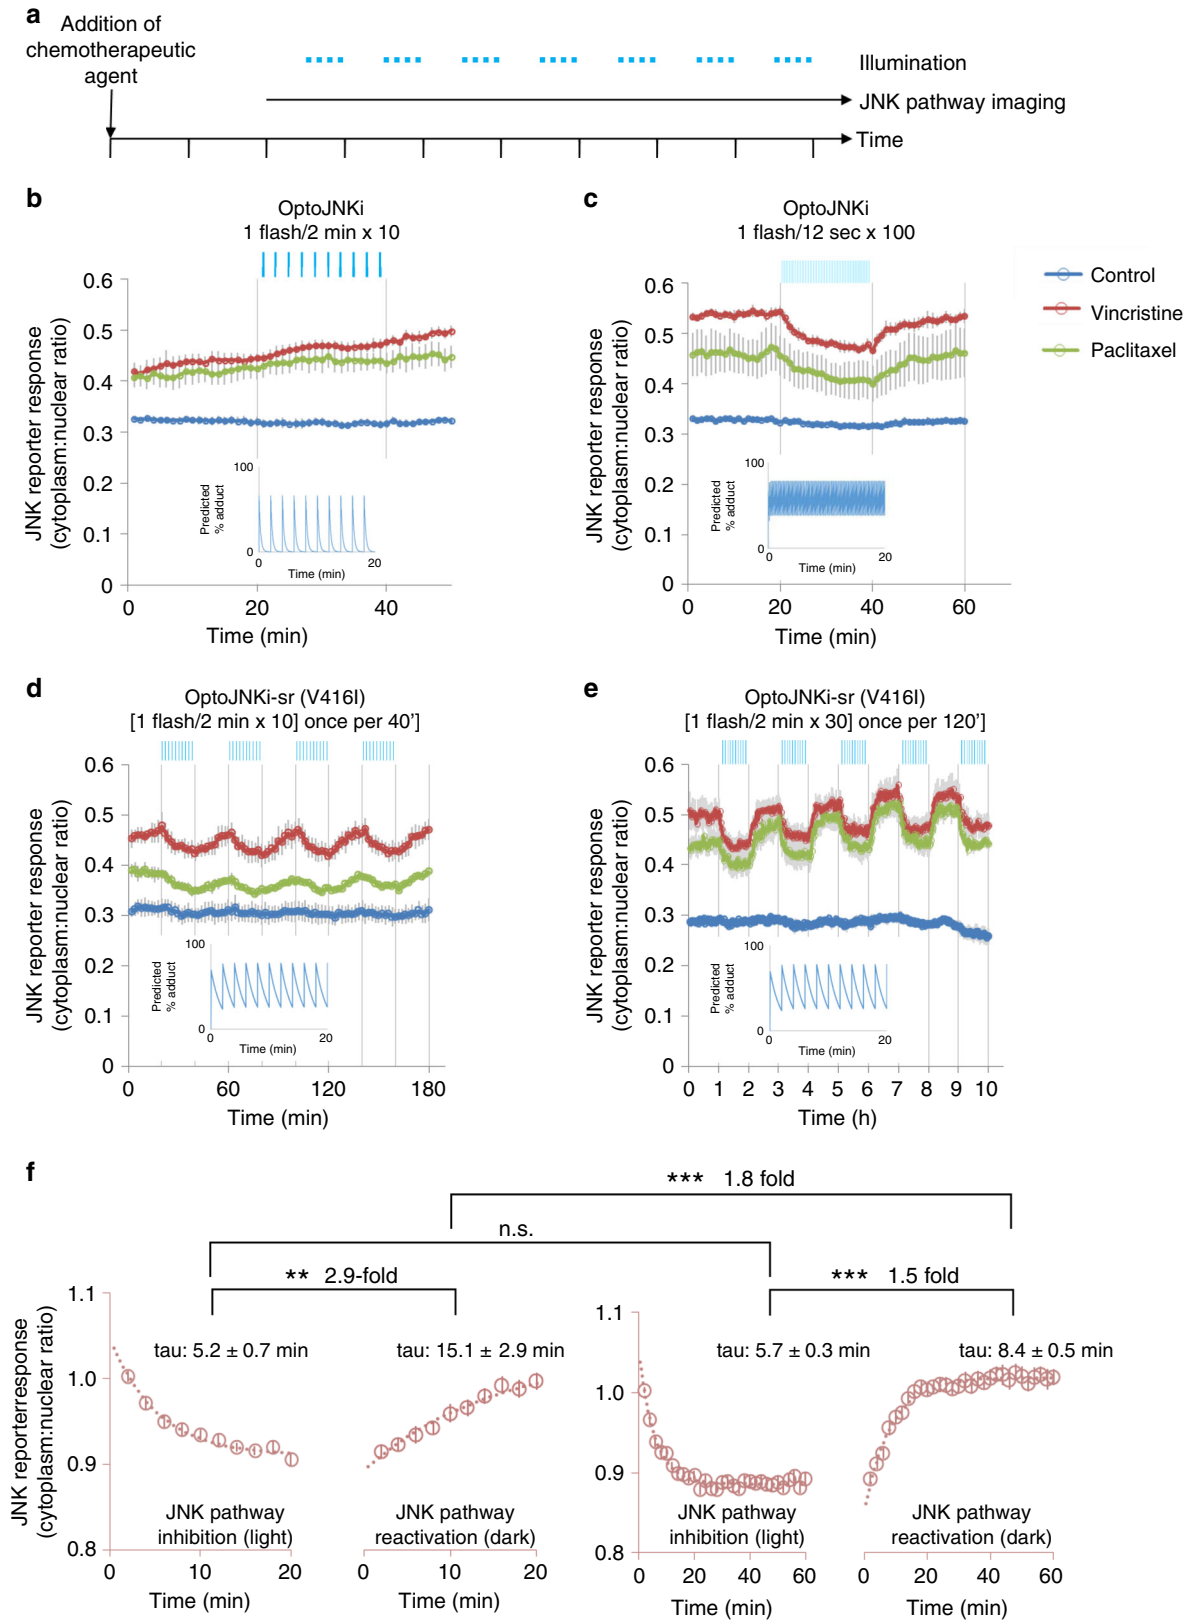 a
Addition of
chemotherapeutic
agent
Illumination
JNK pathway imaging
Time
b
OptoJNKi
1 flash/2 min x 10
JNK reporter response
(cytoplasm:nuclear ratio)
0.6
0.5
0.4
0.3
0.2
0.1
0
0
20
40
Time (min)
Predicted
% adduct
100
0
0
20
Time (min)
c
OptoJNKi
1 flash/12 sec x 100
JNK reporter response
(cytoplasm:nuclear ratio)
0.6
0.5
0.4
0.3
0.2
0.1
0
0
20
40
60
Time (min)
Predicted
% adduct
100
0
0
20
Time (min)
Control
Vincristine
Paclitaxel
d
OptoJNKi-sr (V416I)
[1 flash/2 min x 10] once per 40']
JNK reporter response
(cytoplasm:nuclear ratio)
0.6
0.5
0.4
0.3
0.2
0.1
0
0
60
120
180
Time (min)
Predicted
% adduct
100
0
0
20
Time (min)
e
OptoJNKi-sr (V416I)
[1 flash/2 min x 30] once per 120']
JNK reporter response
(cytoplasm:nuclear ratio)
0.6
0.5
0.4
0.3
0.2
0.1
0
0 1 2 3 4 5 6 7 8 9 10
Time (h)
Predicted
% adduct
100
0
0
20
Time (min)
f
*** 1.8 fold
n.s.
** 2.9-fold
*** 1.5 fold
JNK reporterresponse
(cytoplasm:nuclear ratio)
1.1
1.0
0.9
0.8
tau: 5.2 ± 0.7 min
JNK pathway
inhibition (light)
0 10 20
Time (min)
tau: 15.1 ± 2.9 min
JNK pathway
reactivation (dark)
0 10 20
Time (min)
1.1
1.0
0.9
0.8
tau: 5.7 ± 0.3 min
JNK pathway
inhibition (light)
0 20 40 60
Time (min)
tau: 8.4 ± 0.5 min
JNK pathway
reactivation (dark)
0 20 40 60
Time (min)